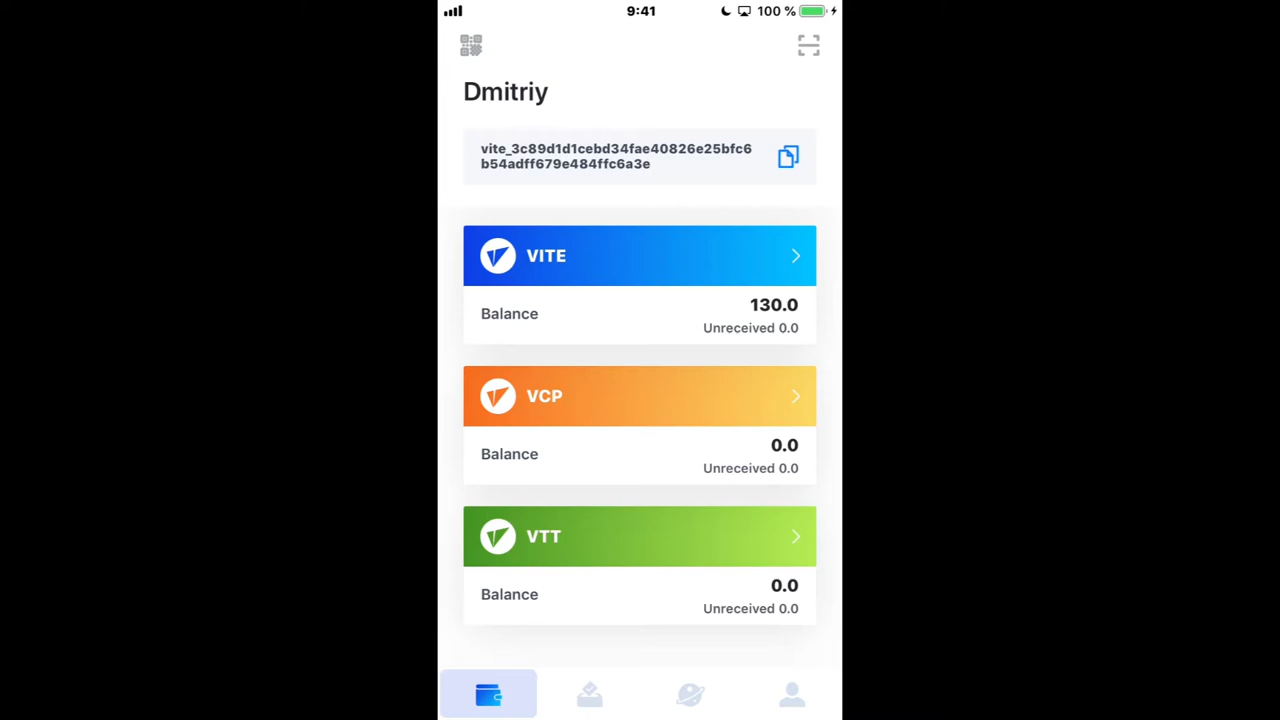 9:41
100 %
Dmitriy
vite_3c89d1d1cebd34fae40826e25bfc6
b54adff679e484ffc6a3e
VITE
Balance
130.0
Unreceived 0.0
VCP
Balance
0.0
Unreceived 0.0
VTT
Balance
0.0
Unreceived 0.0